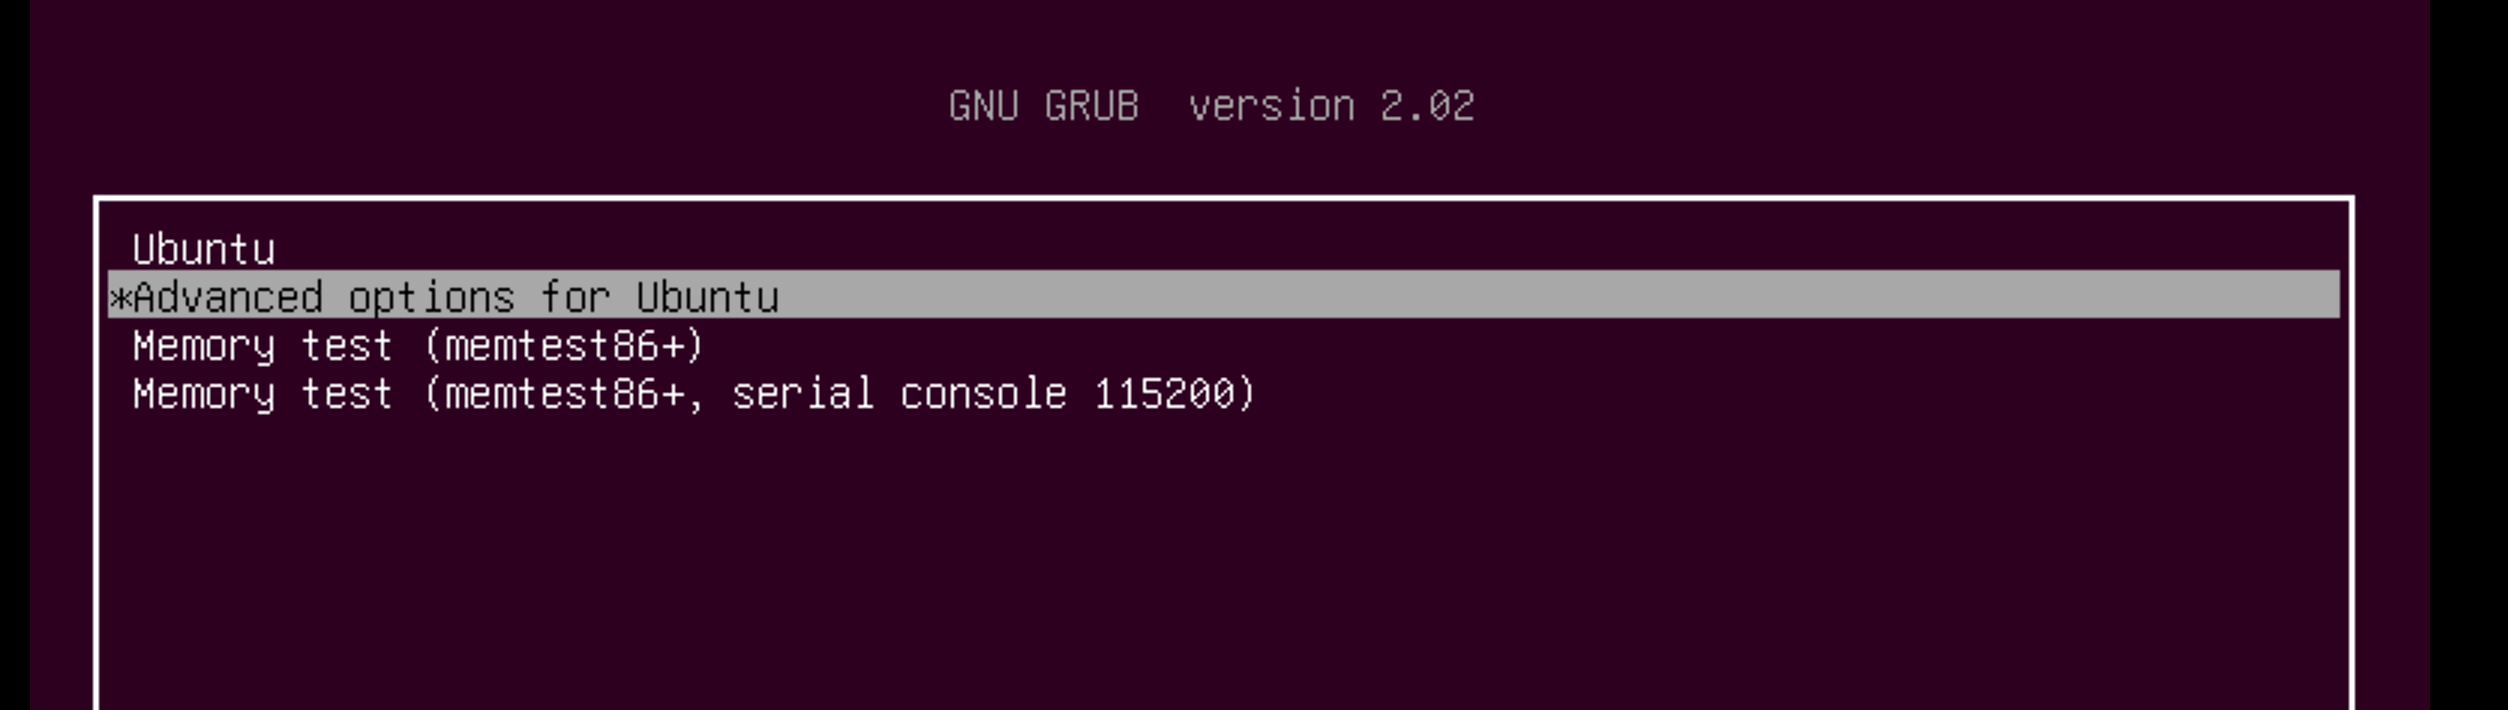 GNU GRUB  version 2.02
Ubuntu
*Advanced options for Ubuntu
Memory test (memtest86+)
Memory test (memtest86+, serial console 115200)